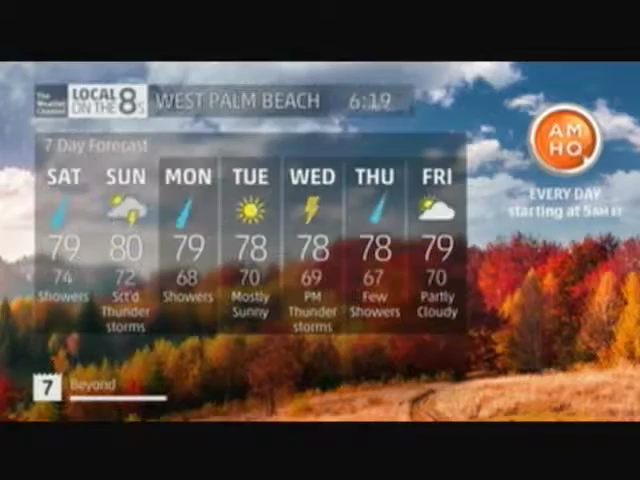 The Weather Channel
LOCAL ON THE 8s
WEST PALM BEACH 6:19
7 Day Forecast
SAT SUN MON TUE WED THU FRI
79 80 79 78 78 78 79
74 72 68 70 69 67 70
Showers Sct'd Thunder storms Showers Mostly Sunny PM Thunder storms Few Showers Partly Cloudy
AM HQ
EVERY DAY
starting at 5AM ET
7 Beyond